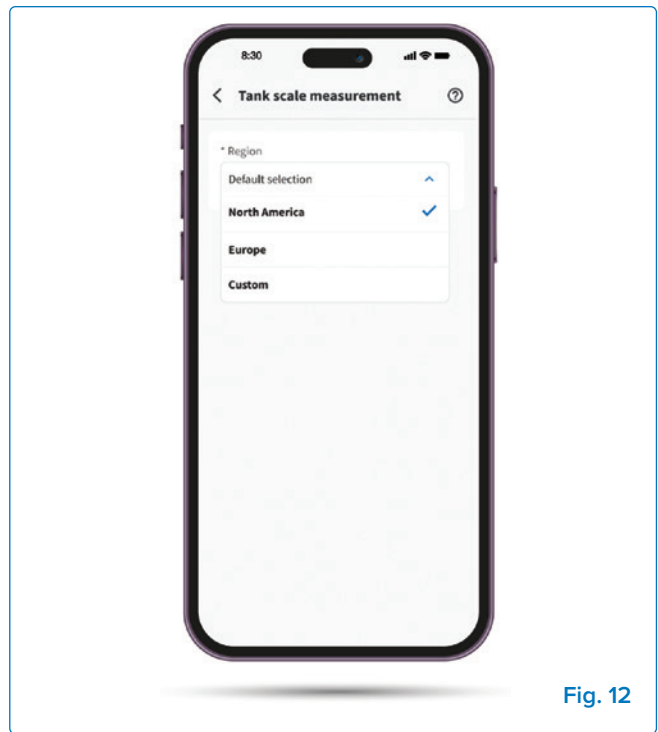 8:30
Tank scale measurement
* Region
Default selection
North America
Europe
Custom
Fig. 12